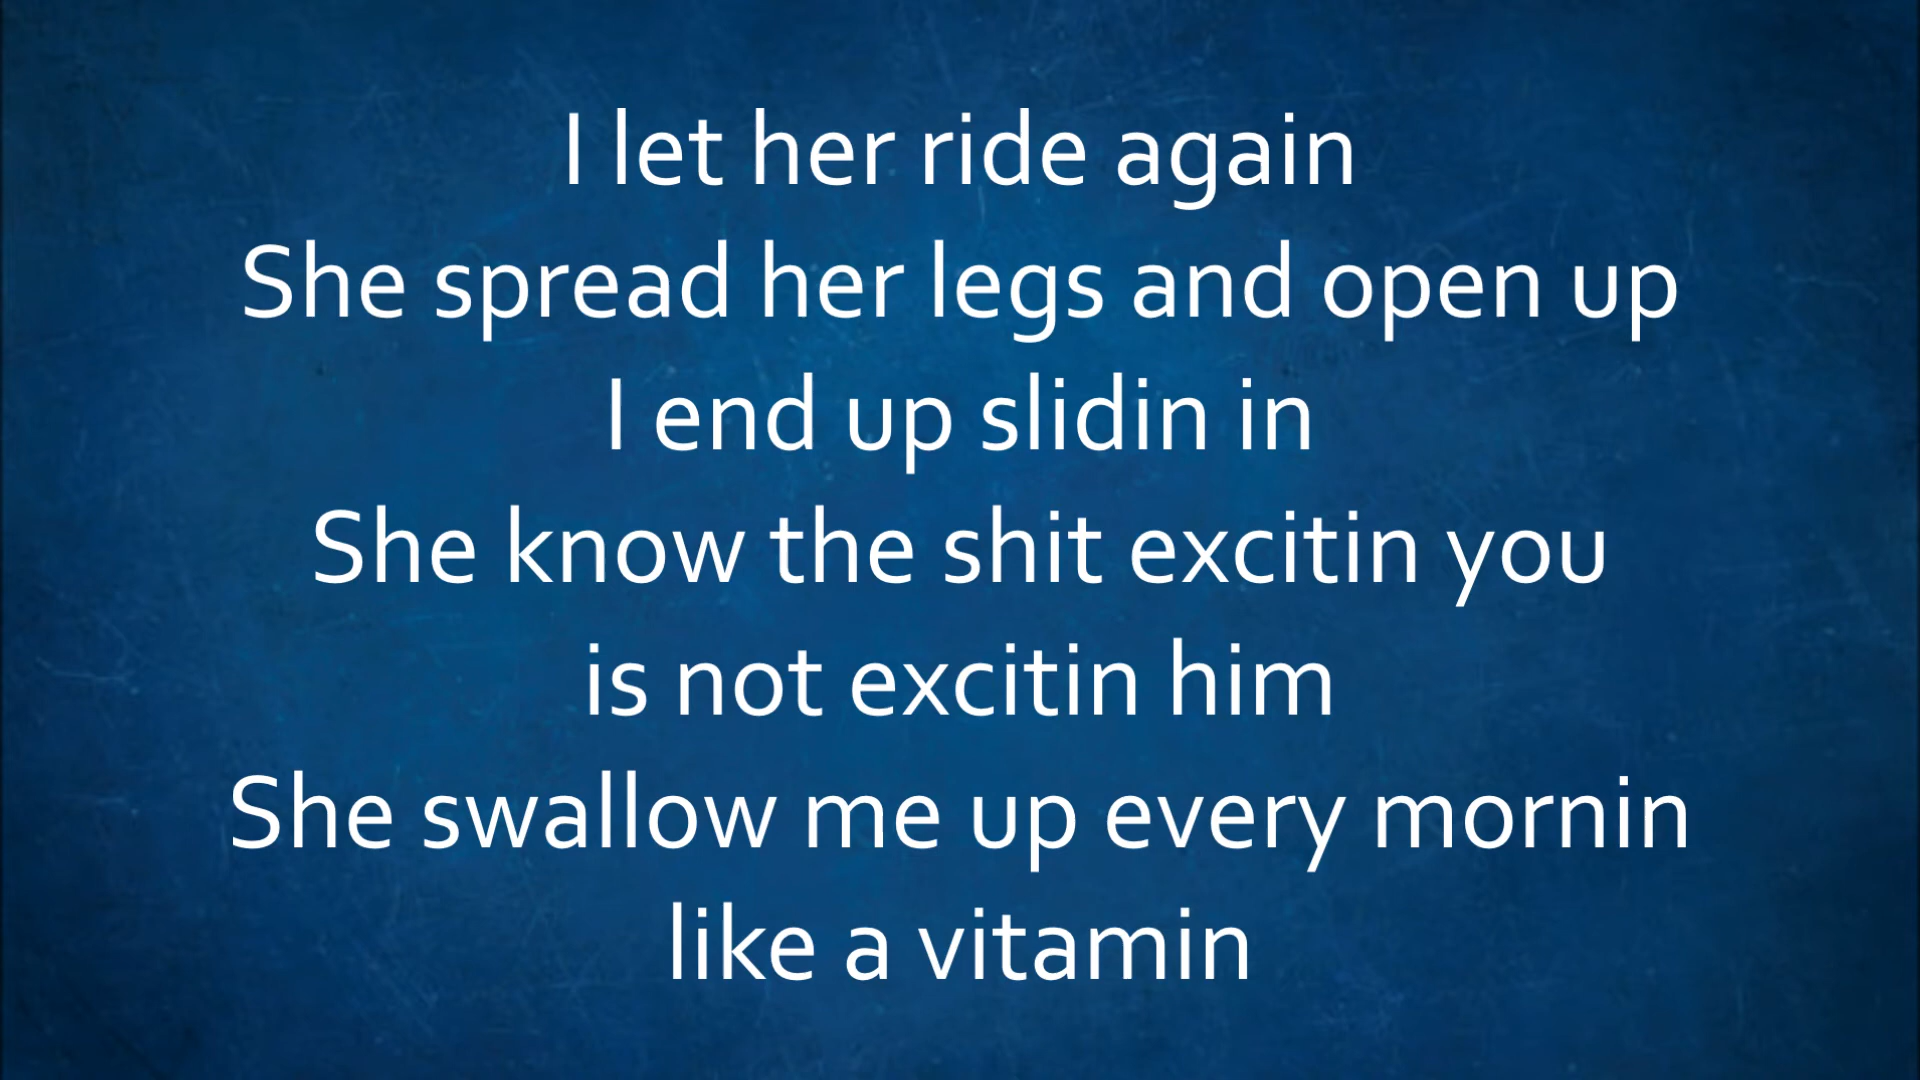 I let her ride again
She spread her legs and open up
I end up slidin in
She know the shit excitin you
is not excitin him
She swallow me up every mornin
like a vitamin